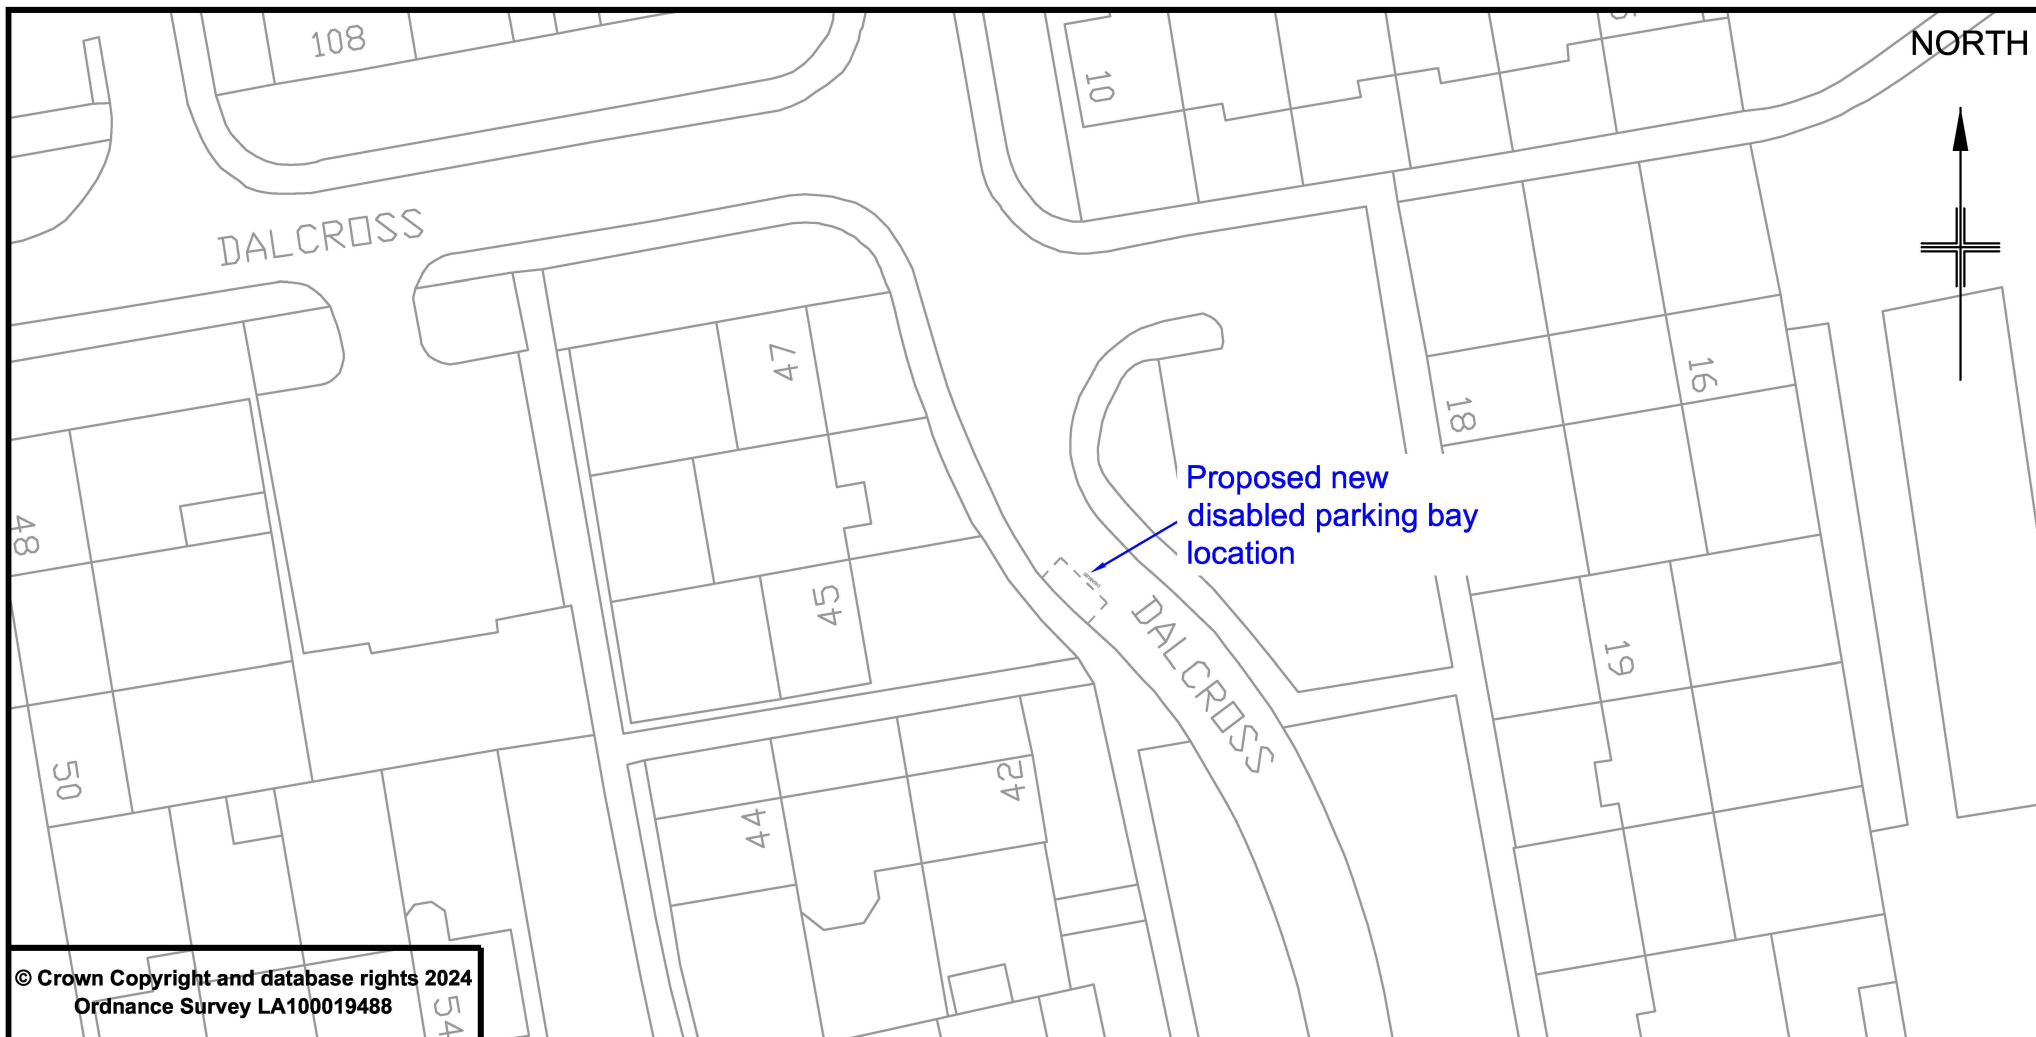 108
10
NORTH
DALCROSS
47
16
18
Proposed new
disabled parking bay
location
48
45
DALCROSS
19
50
42
44
© Crown Copyright and database rights 2024
Ordnance Survey LA100019488
54